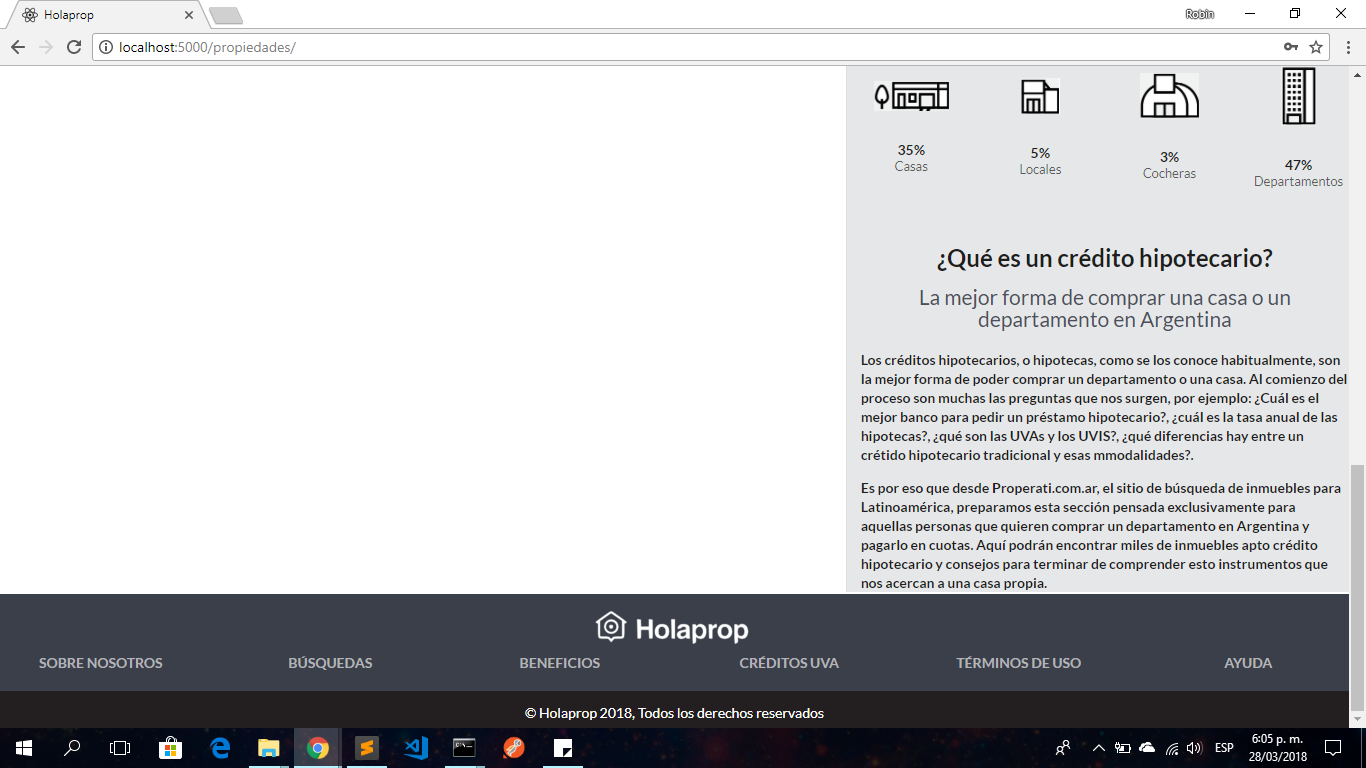 Holaprop
Robin
localhost:5000/propiedades/
35%
Casas
5%
Locales
3%
Cocheras
47%
Departamentos
¿Qué es un crédito hipotecario?
La mejor forma de comprar una casa o un
departamento en Argentina
Los créditos hipotecarios, o hipotecas, como se los conoce habitualmente, son
la mejor forma de poder comprar un departamento o una casa. Al comienzo del
proceso son muchas las preguntas que nos surgen, por ejemplo: ¿Cuál es el
mejor banco para pedir un préstamo hipotecario?, ¿cuál es la tasa anual de las
hipotecas?, ¿qué son las UVAs y los UVIS?, ¿qué diferencias hay entre un
crétido hipotecario tradicional y esas mmodalidades?.
Es por eso que desde Properati.com.ar, el sitio de búsqueda de inmuebles para
Latinoamérica, preparamos esta sección pensada exclusivamente para
aquellas personas que quieren comprar un departamento en Argentina y
pagarlo en cuotas. Aquí podrán encontrar miles de inmuebles apto crédito
hipotecario y consejos para terminar de comprender esto instrumentos que
nos acercan a una casa propia.
Holaprop
SOBRE NOSOTROS
BÚSQUEDAS
BENEFICIOS
CRÉDITOS UVA
TÉRMINOS DE USO
AYUDA
© Holaprop 2018, Todos los derechos reservados
ESP
6:05 p. m.
28/03/2018